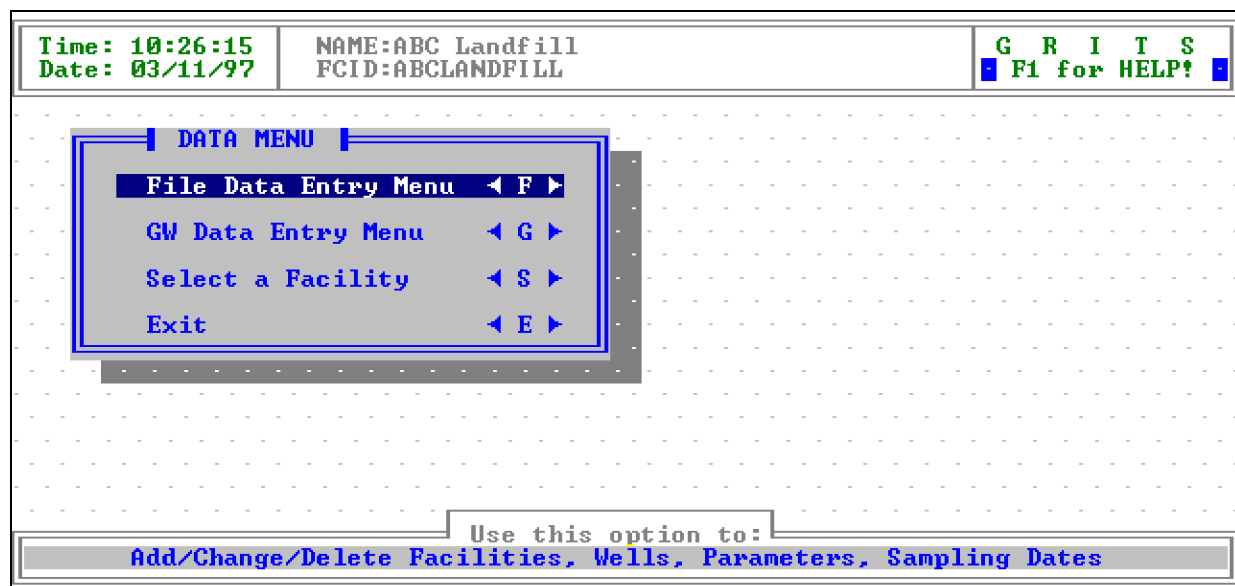 Time: 10:26:15 NAME:ABC Landfill G R I T S
Date: 03/11/97 FCID:ABCLANDFILL F1 for HELP!
DATA MENU
File Data Entry Menu ◄ F ►
GW Data Entry Menu ◄ G ►
Select a Facility ◄ S ►
Exit ◄ E ►
Use this option to:
Add/Change/Delete Facilities, Wells, Parameters, Sampling Dates